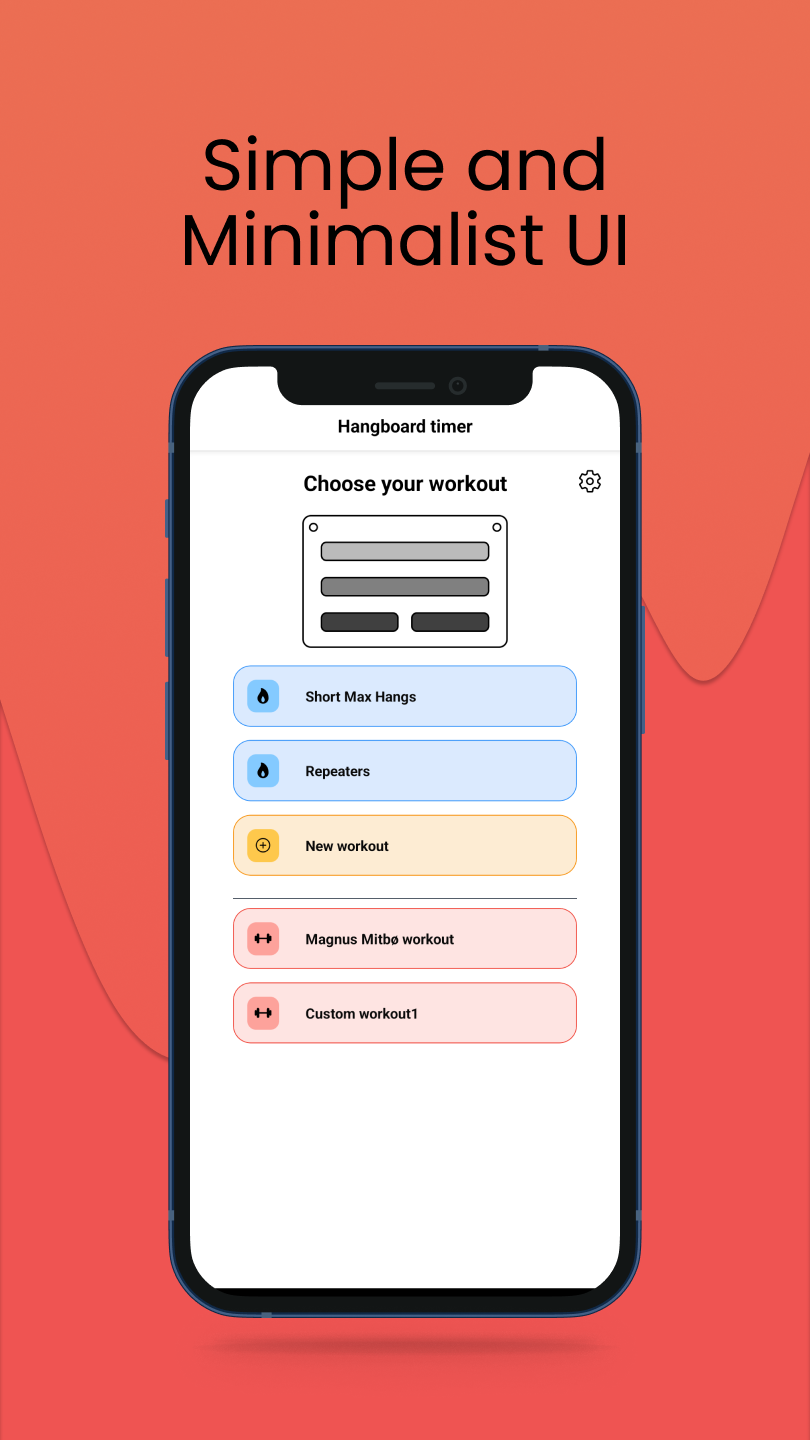 Simple and
Minimalist UI
Hangboard timer
Choose your workout
Short Max Hangs
Repeaters
New workout
Magnus Mitbø workout
Custom workout1